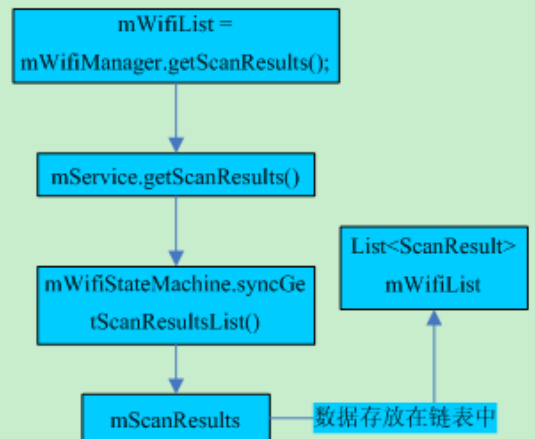 mWifiList =
mWifiManager.getScanResults();
mService.getScanResults()
List<ScanResult>
mWifiList
mWifiStateMachine.syncGe
tScanResultsList()
mScanResults
数据存放在链表中